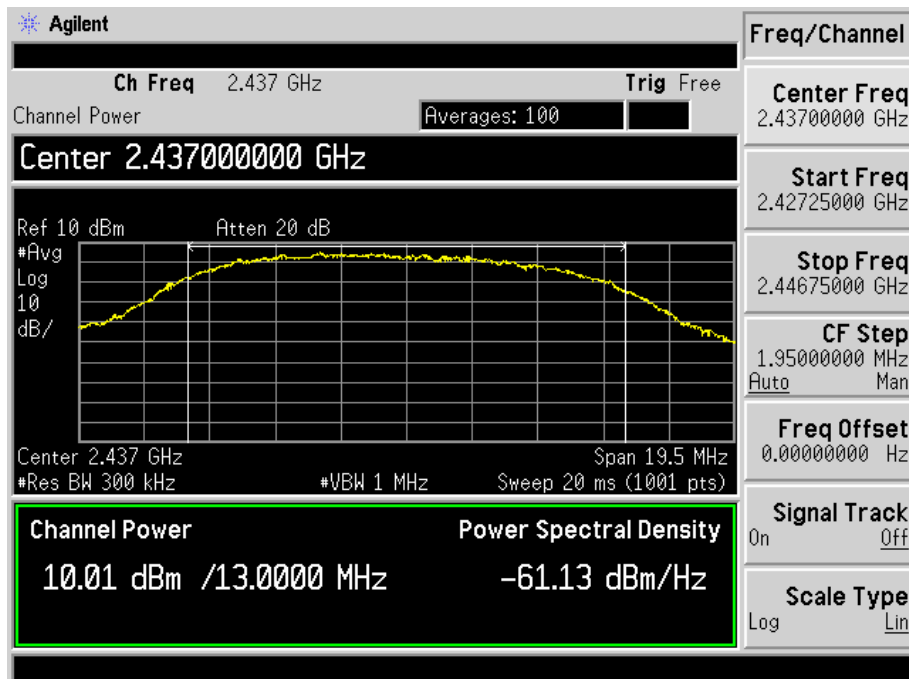 Agilent
Freq/Channel
Ch Freq 2.437 GHz Trig Free
Channel Power Averages: 100
Center 2.437000000 GHz
Ref 10 dBm Atten 20 dB
#Avg
Log
10
dB/
Center 2.437 GHz Span 19.5 MHz
#Res BW 300 kHz #VBW 1 MHz Sweep 20 ms (1001 pts)
Channel Power Power Spectral Density
10.01 dBm /13.0000 MHz -61.13 dBm/Hz
Center Freq
2.43700000 GHz
Start Freq
2.42725000 GHz
Stop Freq
2.44675000 GHz
CF Step
1.95000000 MHz
Auto Man
Freq Offset
0.00000000 Hz
Signal Track
On Off
Scale Type
Log Lin